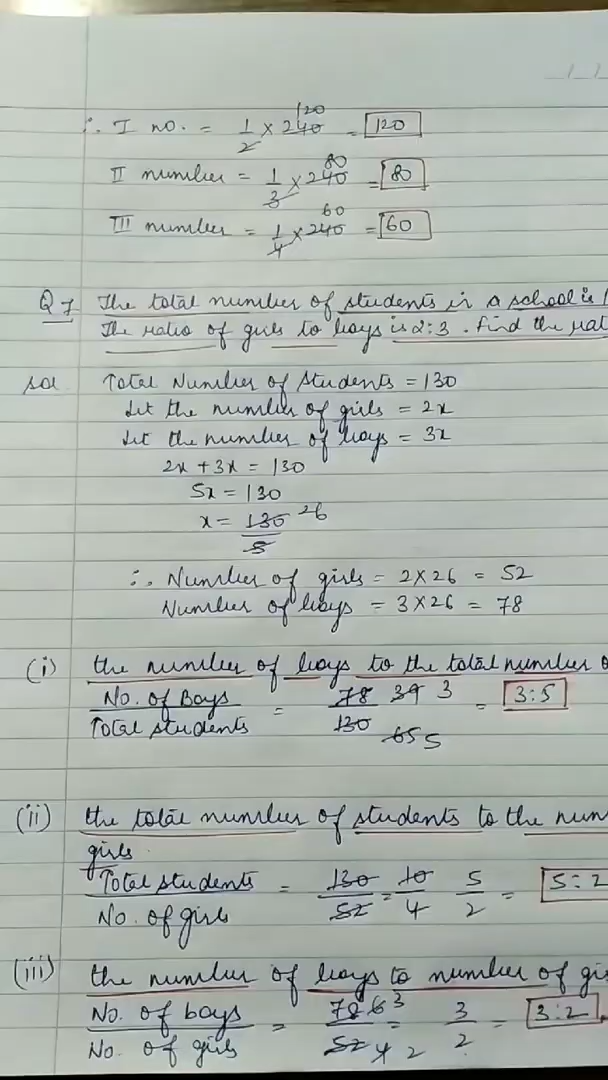 ∴ I no. = 1/2 × 240 120 = 120
II number = 1/3 × 240 80 = 80
III number = 1/4 × 240 60 = 60
Q7 The total number of students in a school is 1
The ratio of girls to boys is 2:3. Find the rat
Sol Total Number of Students = 130
Let the number of girls = 2x
Let the number of boys = 3x
2x + 3x = 130
5x = 130
x = 130/5 26
∴ Number of girls = 2×26 = 52
Number of boys = 3×26 = 78
(i) the number of boys to the total number o
No. of Boys/Total students = 78/130 39/65 3/5 = 3:5
(ii) the total number of students to the num
girls
Total students/No. of girls = 130/52 = 10/4 5/2 = 5:2
(iii) the number of boys to number of gi
No. of boys/No. of girls = 78/52 6/4 3/2 = 3/2 = 3:2